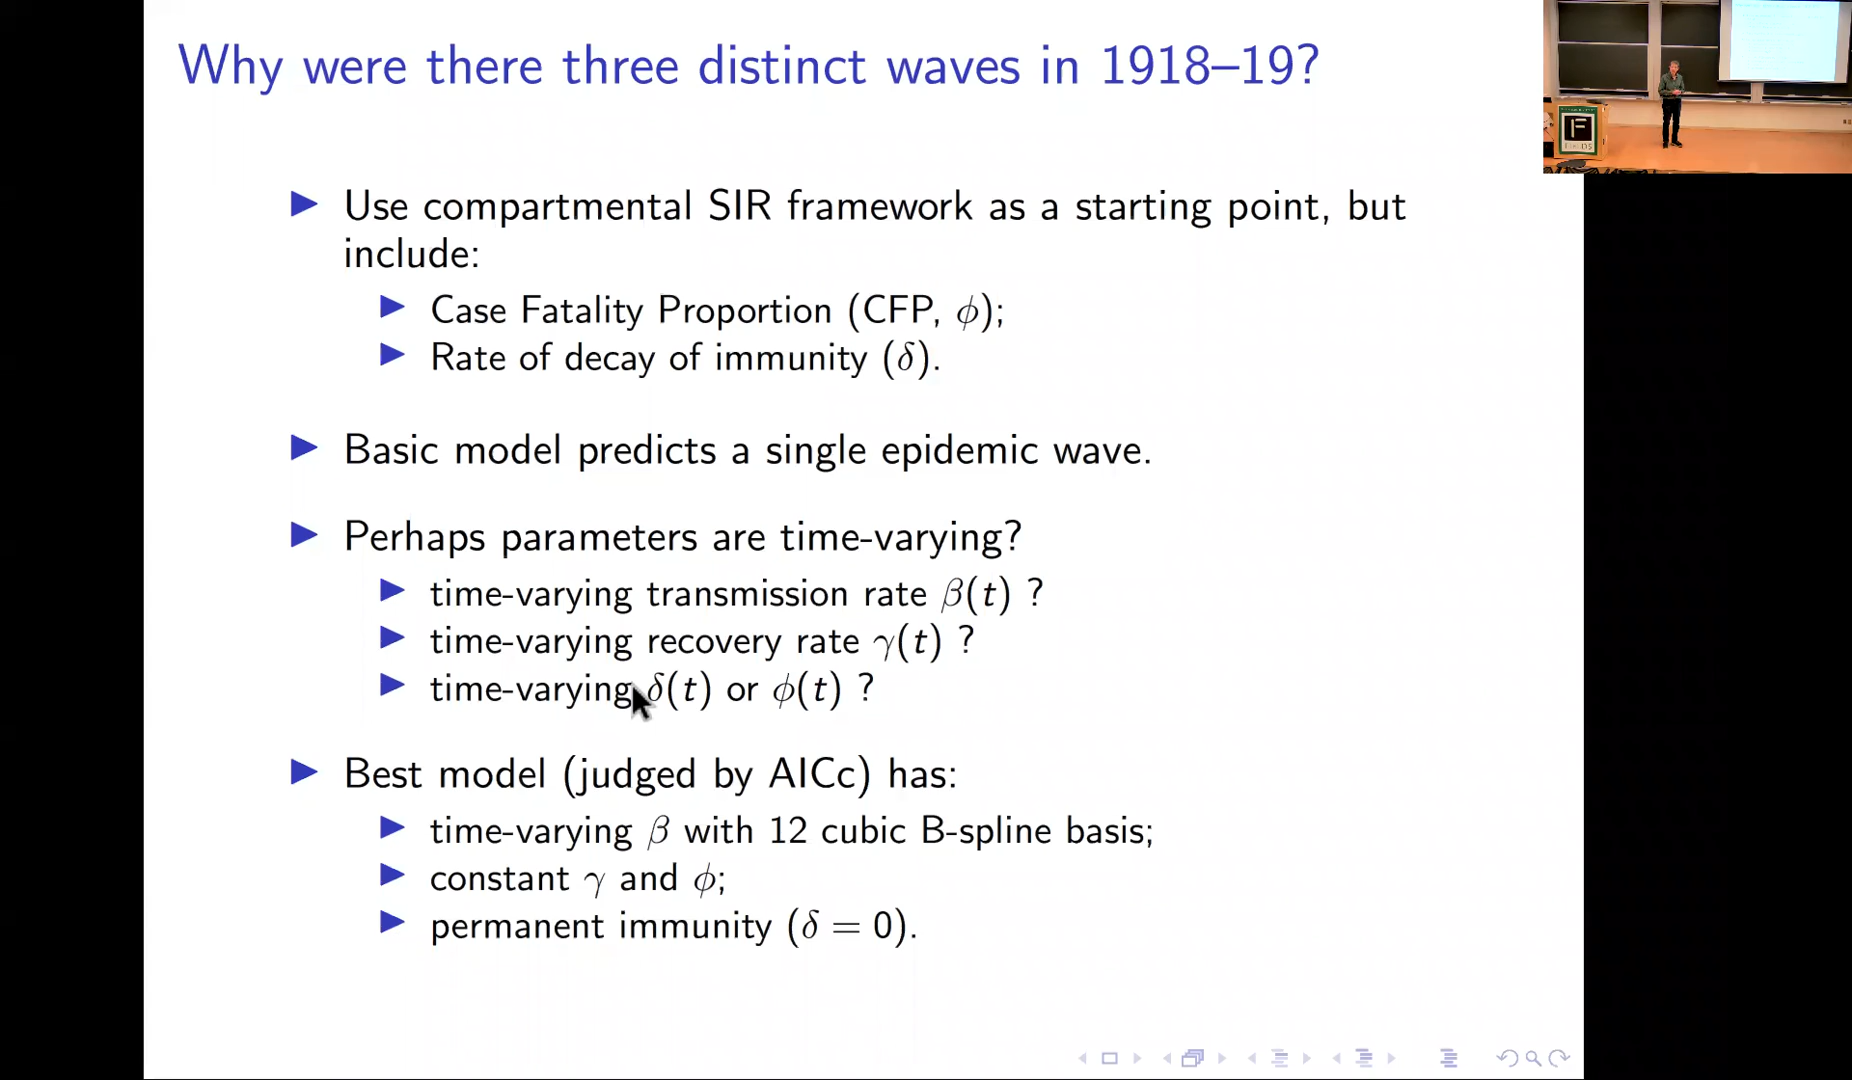 Why were there three distinct waves in 1918–19?
Use compartmental SIR framework as a starting point, but
include:
Case Fatality Proportion (CFP, ϕ);
Rate of decay of immunity (δ).
Basic model predicts a single epidemic wave.
Perhaps parameters are time-varying?
time-varying transmission rate β(t) ?
time-varying recovery rate γ(t) ?
time-varying δ(t) or ϕ(t) ?
Best model (judged by AICc) has:
time-varying β with 12 cubic B-spline basis;
constant γ and ϕ;
permanent immunity (δ = 0).
F
FIELDS